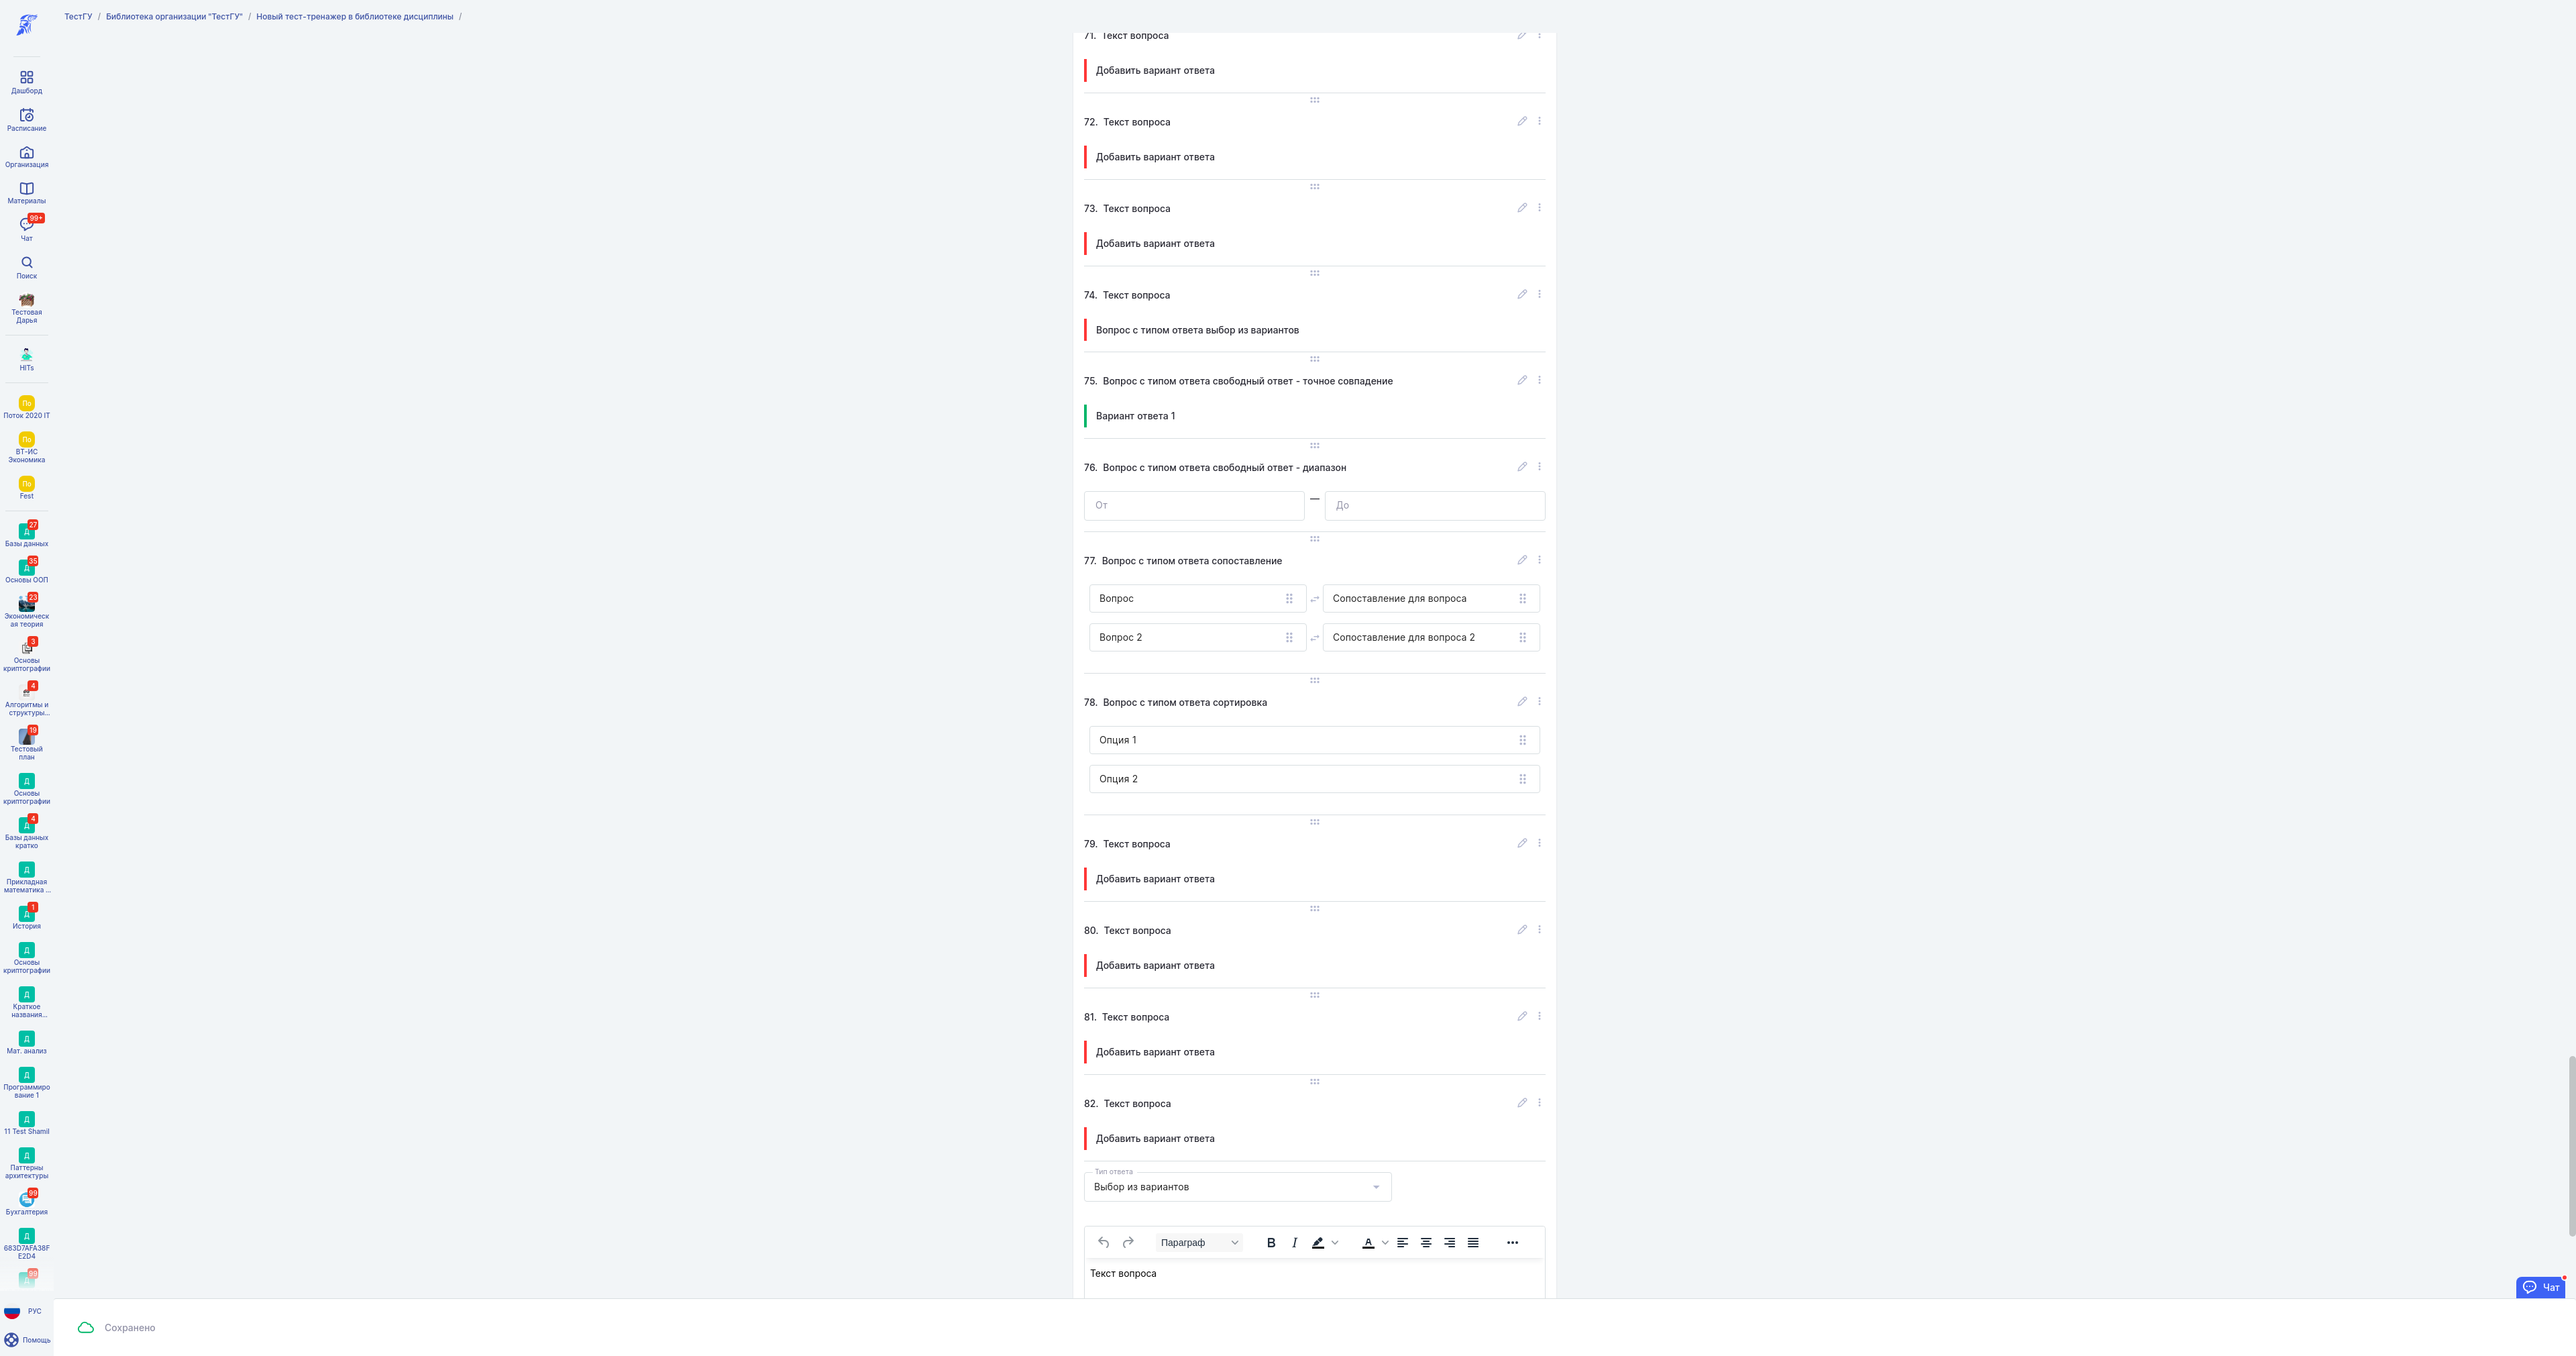 ТестГУ / Библиотека организации "ТестГУ" / Новый тест-тренажер в библиотеке дисциплины /
Дашборд
Расписание
Организация
Материалы
99+
Чат
Поиск
Тестовая
Дарья
HITs
По
Поток 2020 IT
По
ВТ-ИС
Экономика
По
Fest
Д
27
Базы данных
Д
35
Основы ООП
23
Экономическ
ая теория
3
Основы
криптографии
4
Алгоритмы и
структуры...
19
Тестовый
план
Д
Основы
криптографии
Д
4
Базы данных
кратко
Д
Прикладная
математика ...
Д
1
История
Д
Основы
криптографии
Д
Краткое
названия...
Д
Мат. анализ
Д
Программиро
вание 1
Д
11 Test Shamil
Д
Паттерны
архитектуры
99
Бухгалтерия
Д
683D7AFA38F
E2D4
Д
99
РУС
Помощь
71. Текст вопроса
Добавить вариант ответа
72. Текст вопроса
Добавить вариант ответа
73. Текст вопроса
Добавить вариант ответа
74. Текст вопроса
Вопрос с типом ответа выбор из вариантов
75. Вопрос с типом ответа свободный ответ - точное совпадение
Вариант ответа 1
76. Вопрос с типом ответа свободный ответ - диапазон
От — До
77. Вопрос с типом ответа сопоставление
Вопрос Сопоставление для вопроса
Вопрос 2 Сопоставление для вопроса 2
78. Вопрос с типом ответа сортировка
Опция 1
Опция 2
79. Текст вопроса
Добавить вариант ответа
80. Текст вопроса
Добавить вариант ответа
81. Текст вопроса
Добавить вариант ответа
82. Текст вопроса
Добавить вариант ответа
Тип ответа
Выбор из вариантов
Параграф B I A
Текст вопроса
Чат
Сохранено